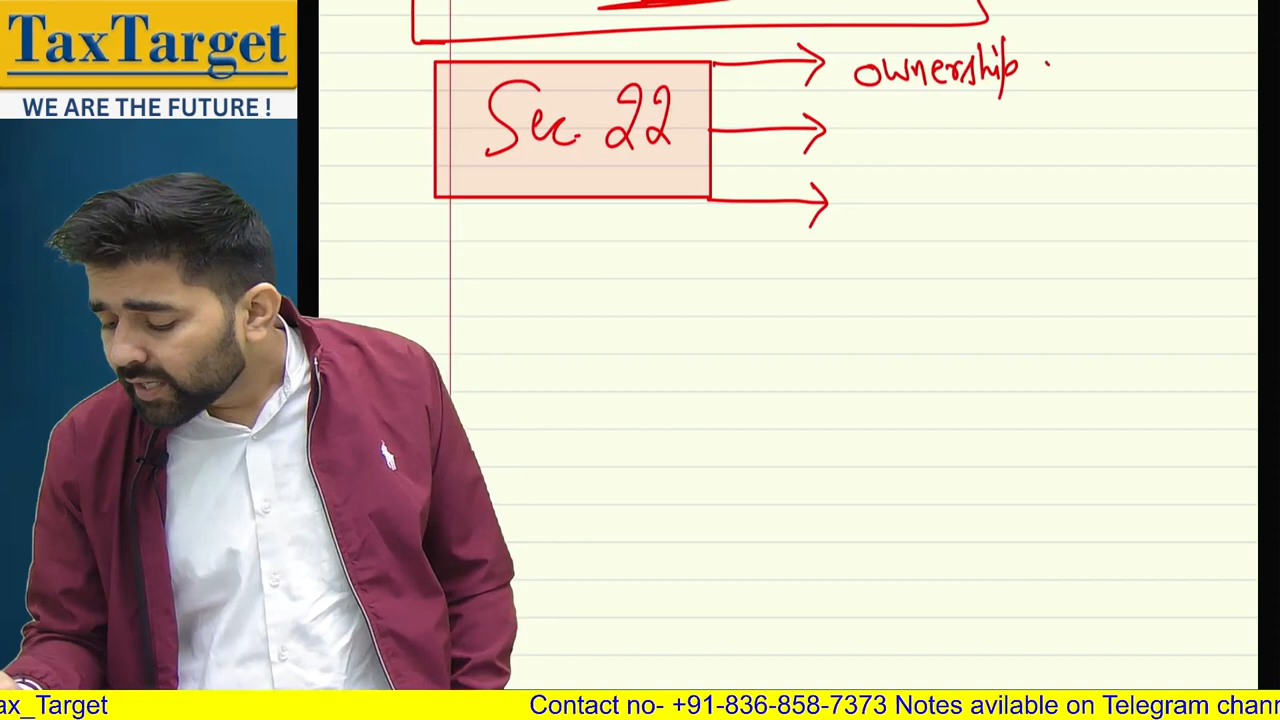 TaxTarget
WE ARE THE FUTURE !
ownership
Sec. 22
ax_Target
Contact no- +91-836-858-7373 Notes avilable on Telegram chan